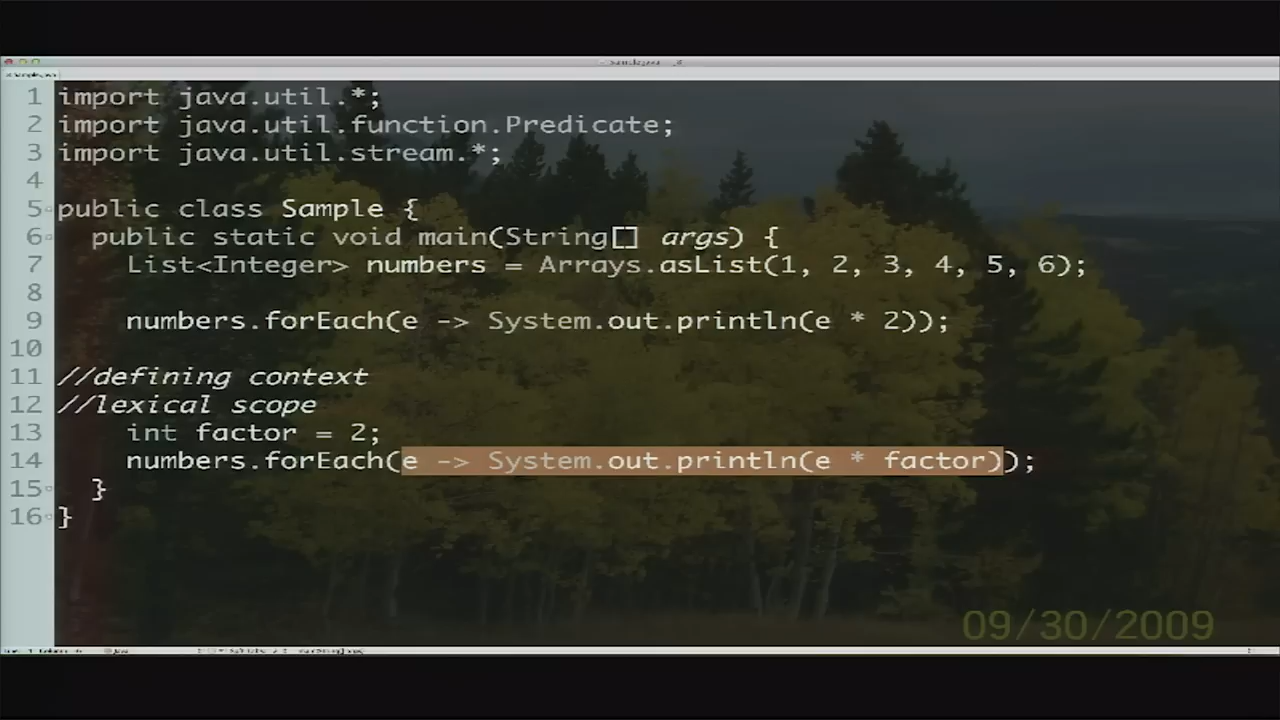 Sample.java
1 import java.util.*;
2 import java.util.function.Predicate;
3 import java.util.stream.*;
4
5 public class Sample {
6 public static void main(String[] args) {
7 List<Integer> numbers = Arrays.asList(1, 2, 3, 4, 5, 6);
8
9 numbers.forEach(e -> System.out.println(e * 2));
10
11 //defining context
12 //lexical scope
13 int factor = 2;
14 numbers.forEach(e -> System.out.println(e * factor));
15 }
16 }
09/30/2009